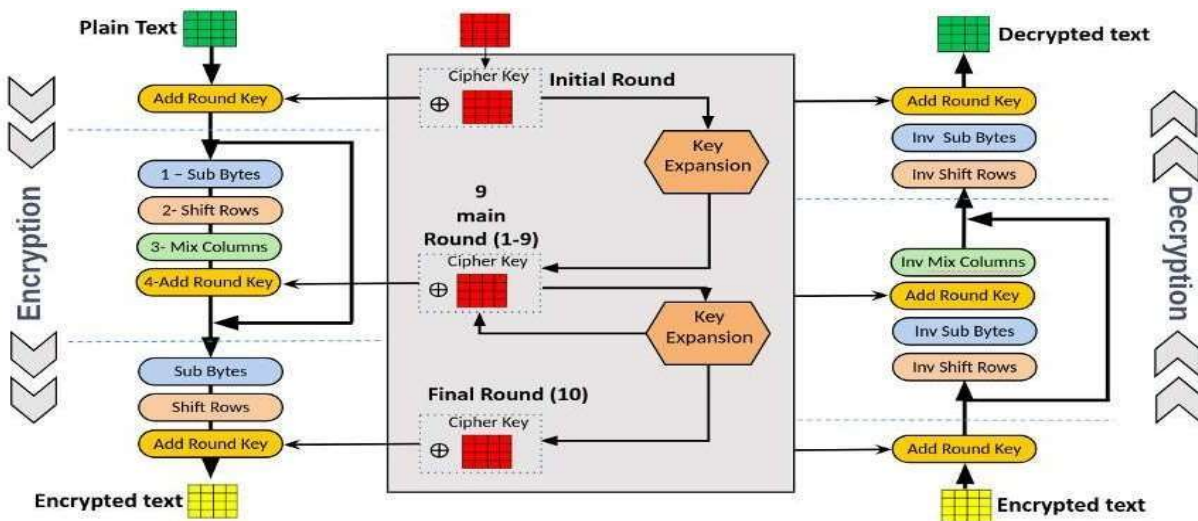 Plain Text
Encryption
Add Round Key
1 – Sub Bytes
2- Shift Rows
3- Mix Columns
4-Add Round Key
Sub Bytes
Shift Rows
Add Round Key
Encrypted text
Cipher Key
Initial Round
Key
Expansion
9
main
Round (1-9)
Cipher Key
Key
Expansion
Final Round (10)
Cipher Key
Decrypted text
Add Round Key
Inv Sub Bytes
Inv Shift Rows
Inv Mix Columns
Add Round Key
Inv Sub Bytes
Inv Shift Rows
Add Round Key
Encrypted text
Decryption